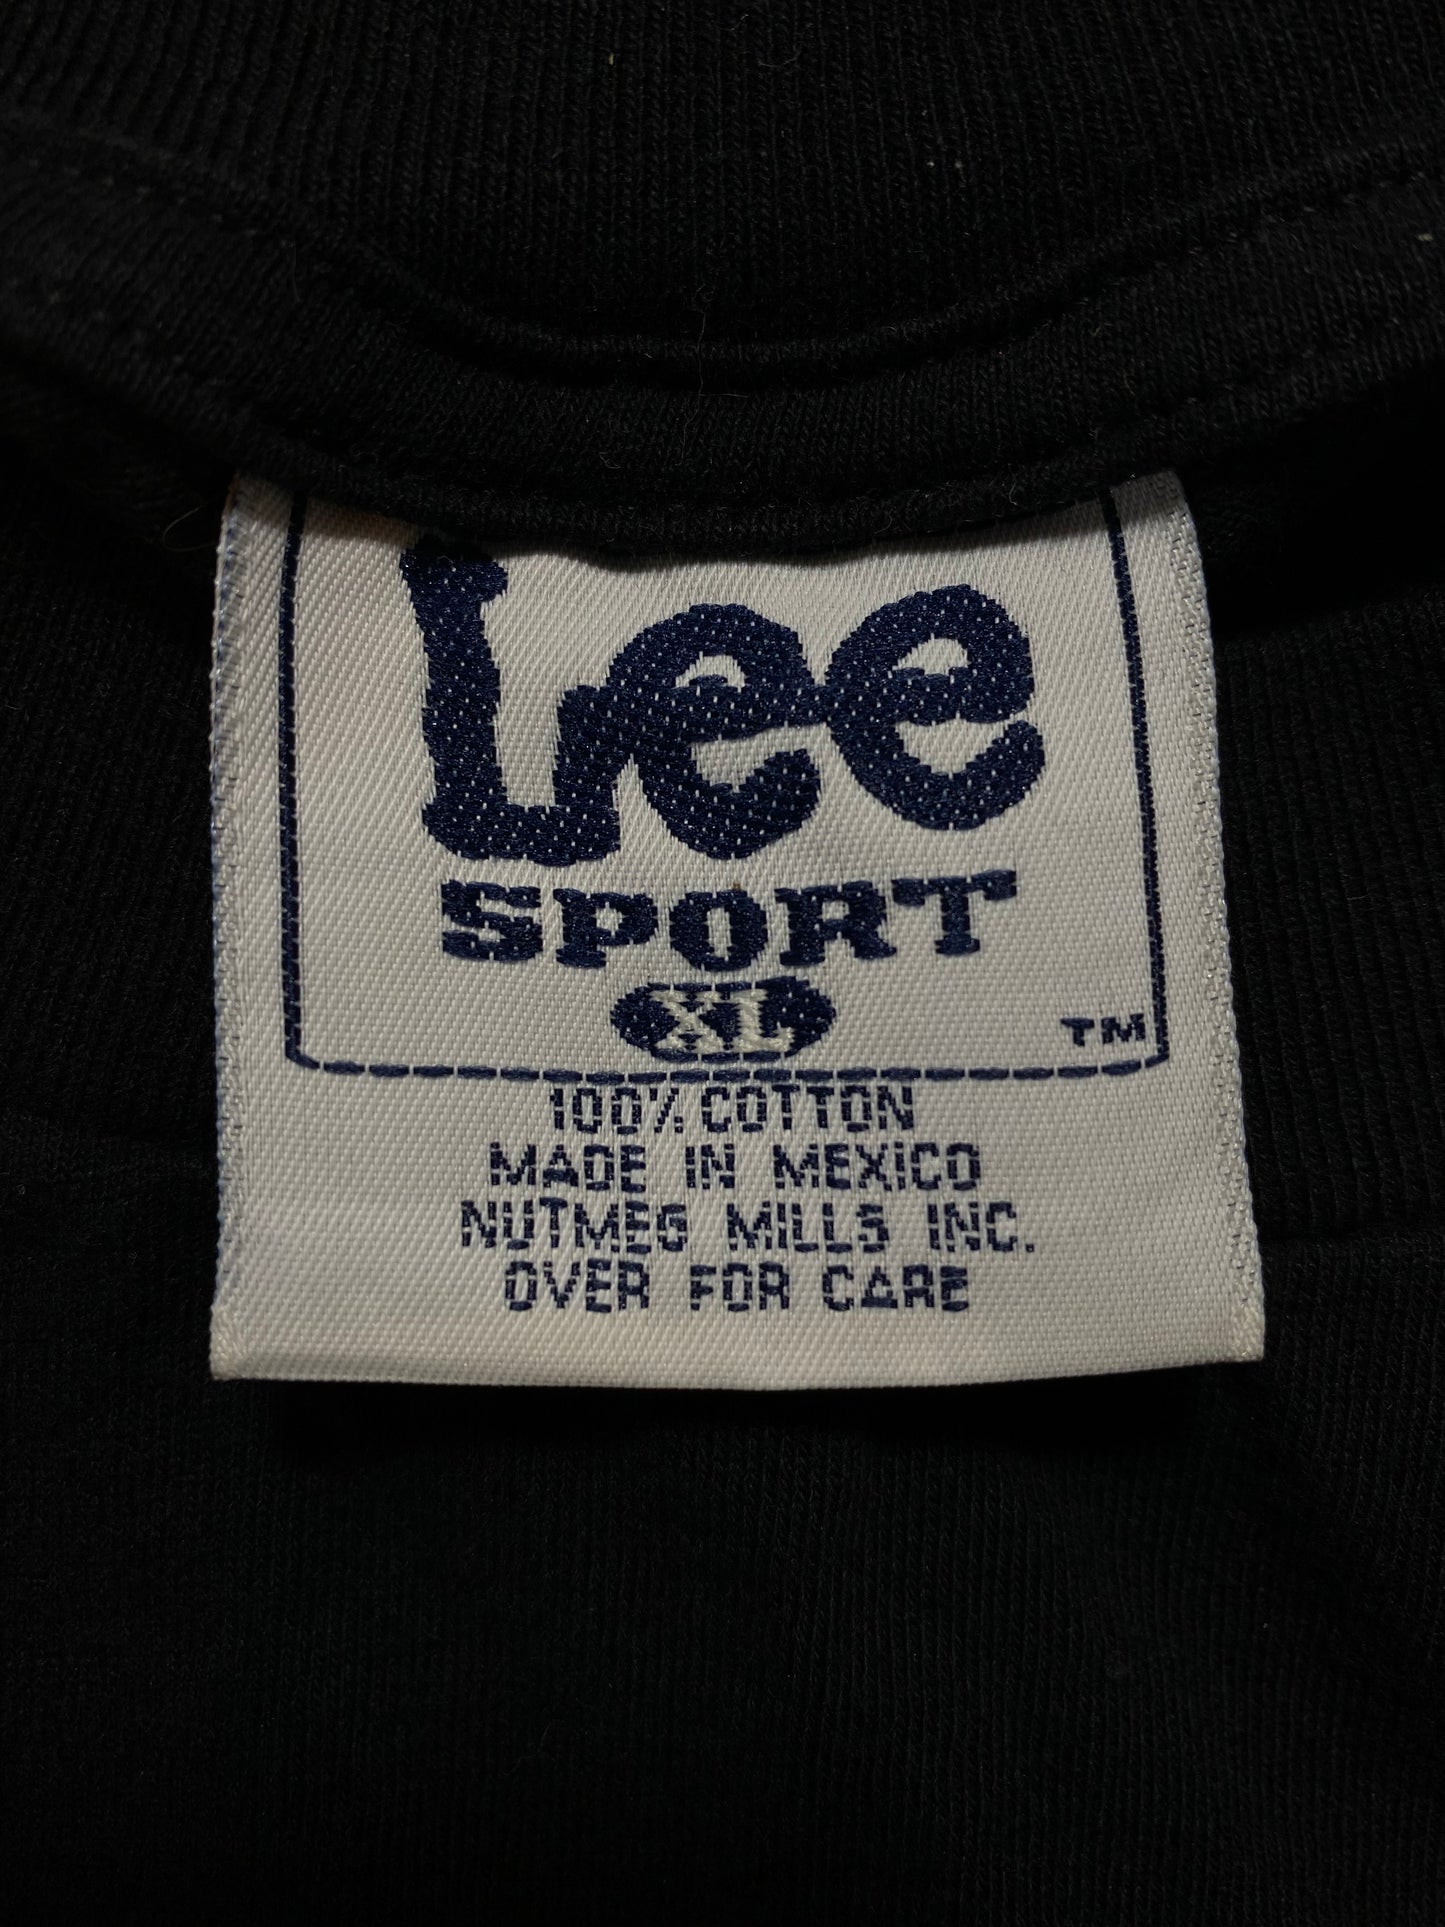 Lee
SPORT
XL
TM
100% COTTON
MADE IN MEXICO
NUTMEG MILLS INC.
OVER FOR CARE